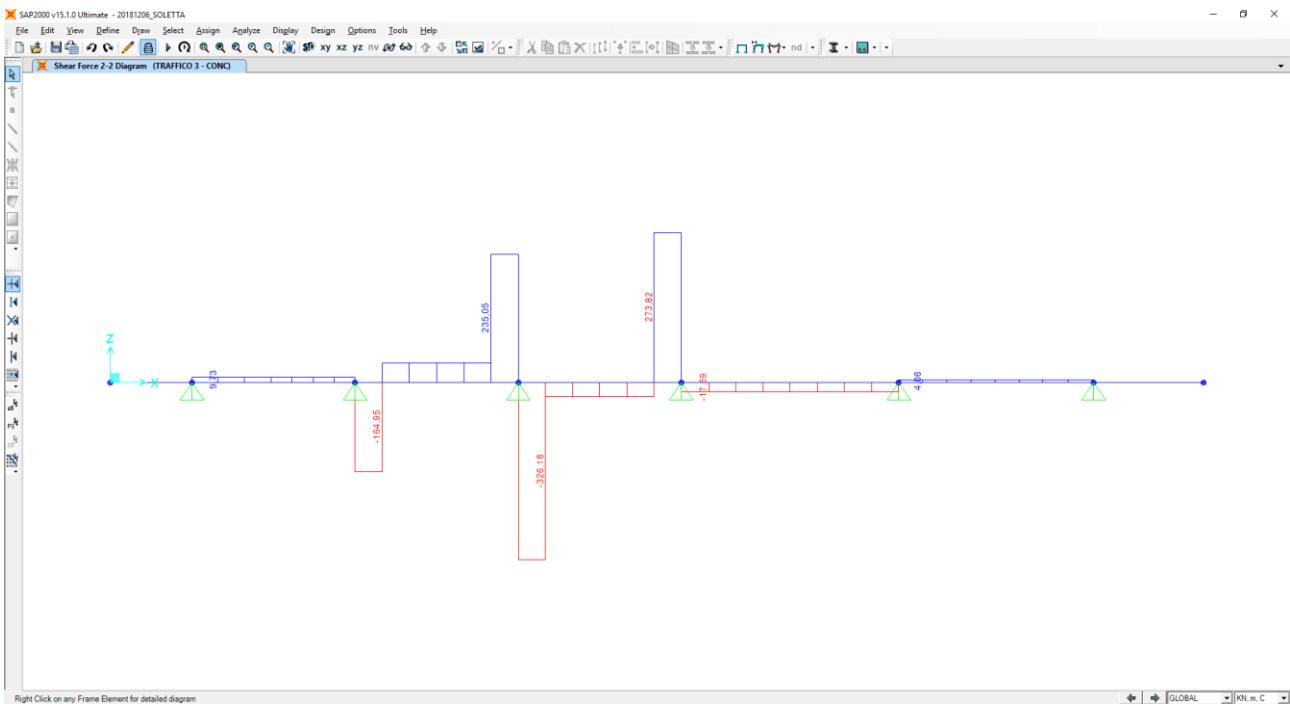 SAP2000 v15.1.0 Ultimate - 20181206_SOLETTA
File Edit View Define Draw Select Assign Analyze Display Design Options Tools Help
xy xz yz nv nd
Shear Force 2-2 Diagram (TRAFFICO 3 - CONC)
Z
X
9,73
-164,95
235,05
-326,18
273,82
-17,59
4,06
Right Click on any Frame Element for detailed diagram
GLOBAL
KN, m, C